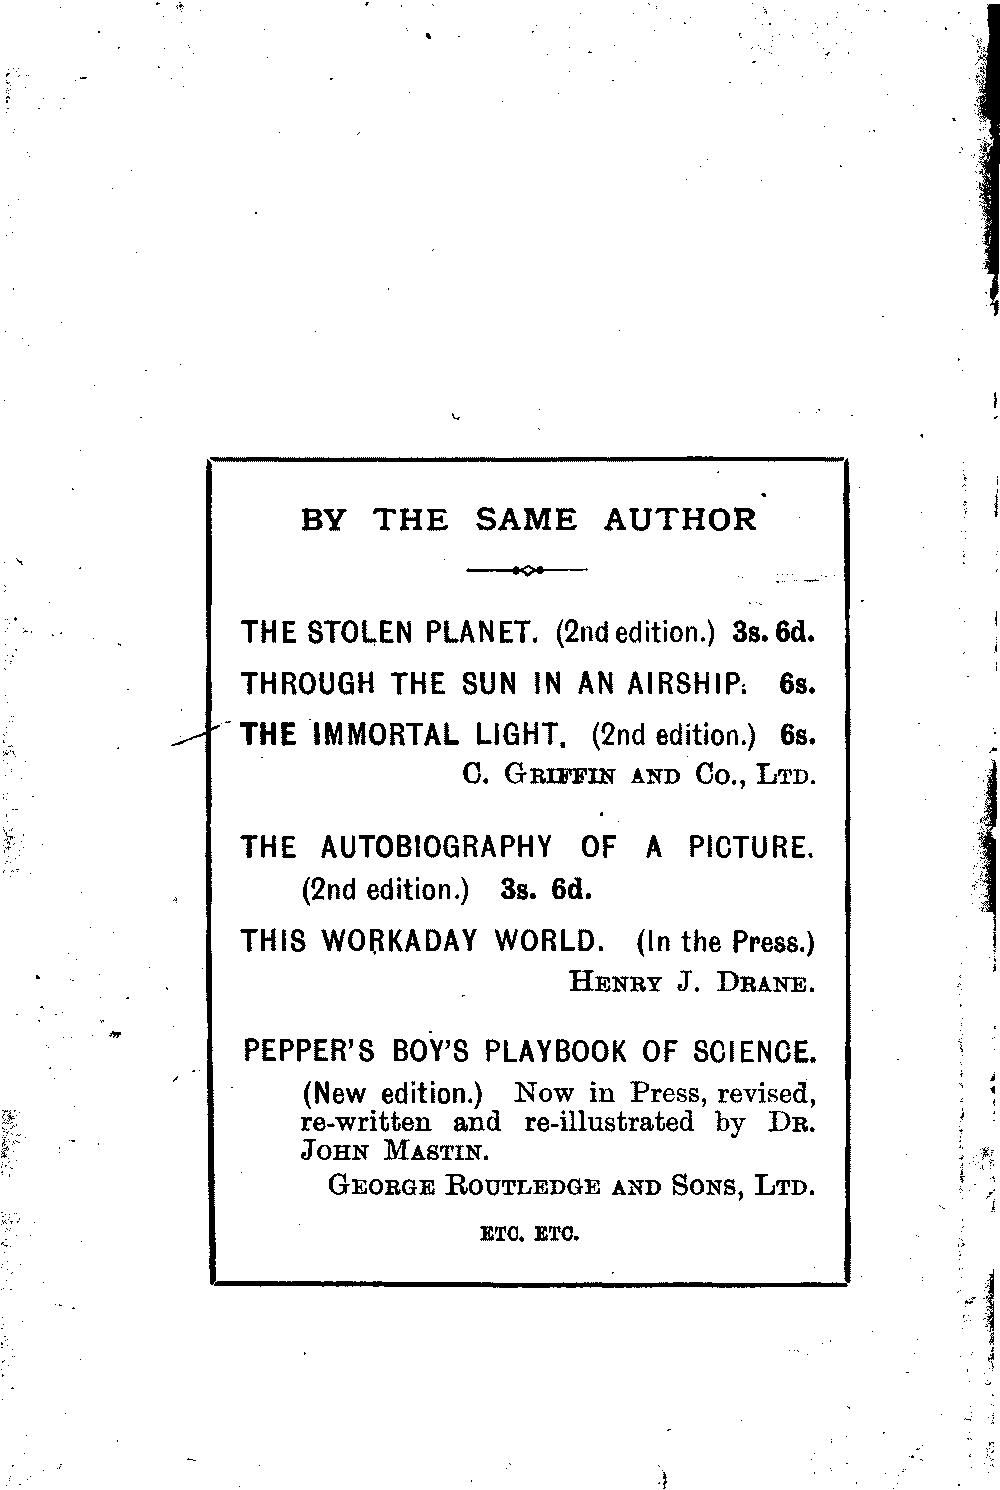 BY THE SAME AUTHOR
THE STOLEN PLANET. (2nd edition.) 3s. 6d.
THROUGH THE SUN IN AN AIRSHIP. 6s.
THE IMMORTAL LIGHT. (2nd edition.) 6s.
C. GRIFFIN AND CO., LTD.
THE AUTOBIOGRAPHY OF A PICTURE.
(2nd edition.) 3s. 6d.
THIS WORKADAY WORLD. (In the Press.)
HENRY J. DRANE.
PEPPER'S BOY'S PLAYBOOK OF SCIENCE.
(New edition.) Now in Press, revised,
re-written and re-illustrated by DR.
JOHN MASTIN.
GEORGE ROUTLEDGE AND SONS, LTD.
ETC. ETC.